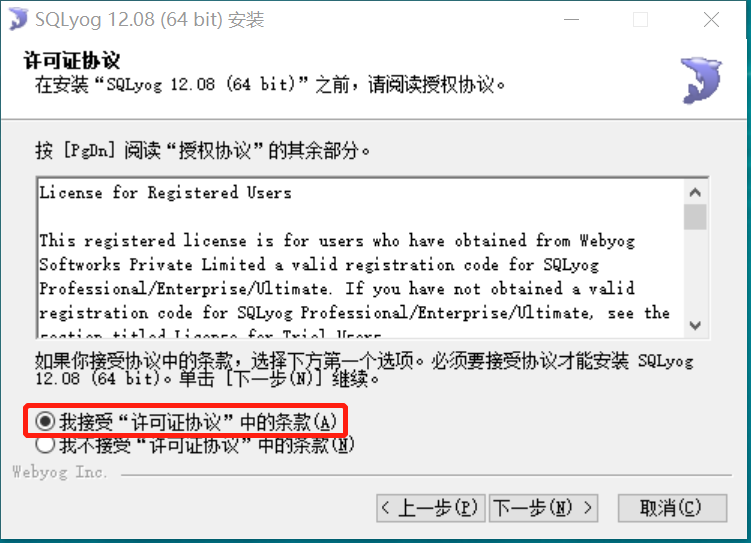 SQLyog 12.08 (64 bit) 安装
许可证协议
在安装“SQLyog 12.08 (64 bit)”之前，请阅读授权协议。
按 [PgDn] 阅读“授权协议”的其余部分。
License for Registered Users
This registered license is for users who have obtained from Webyog
Softworks Private Limited a valid registration code for SQLyog
Professional/Enterprise/Ultimate. If you have not obtained a valid
registration code for SQLyog Professional/Enterprise/Ultimate, see the
section titled License for Trial Users
如果你接受协议中的条款，选择下方第一个选项。必须要接受协议才能安装 SQLyog
12.08 (64 bit)。单击 [下一步(N)] 继续。
我接受“许可证协议”中的条款(A)
我不接受“许可证协议”中的条款(N)
Webyog Inc.
< 上一步(P) 下一步(N) > 取消(C)